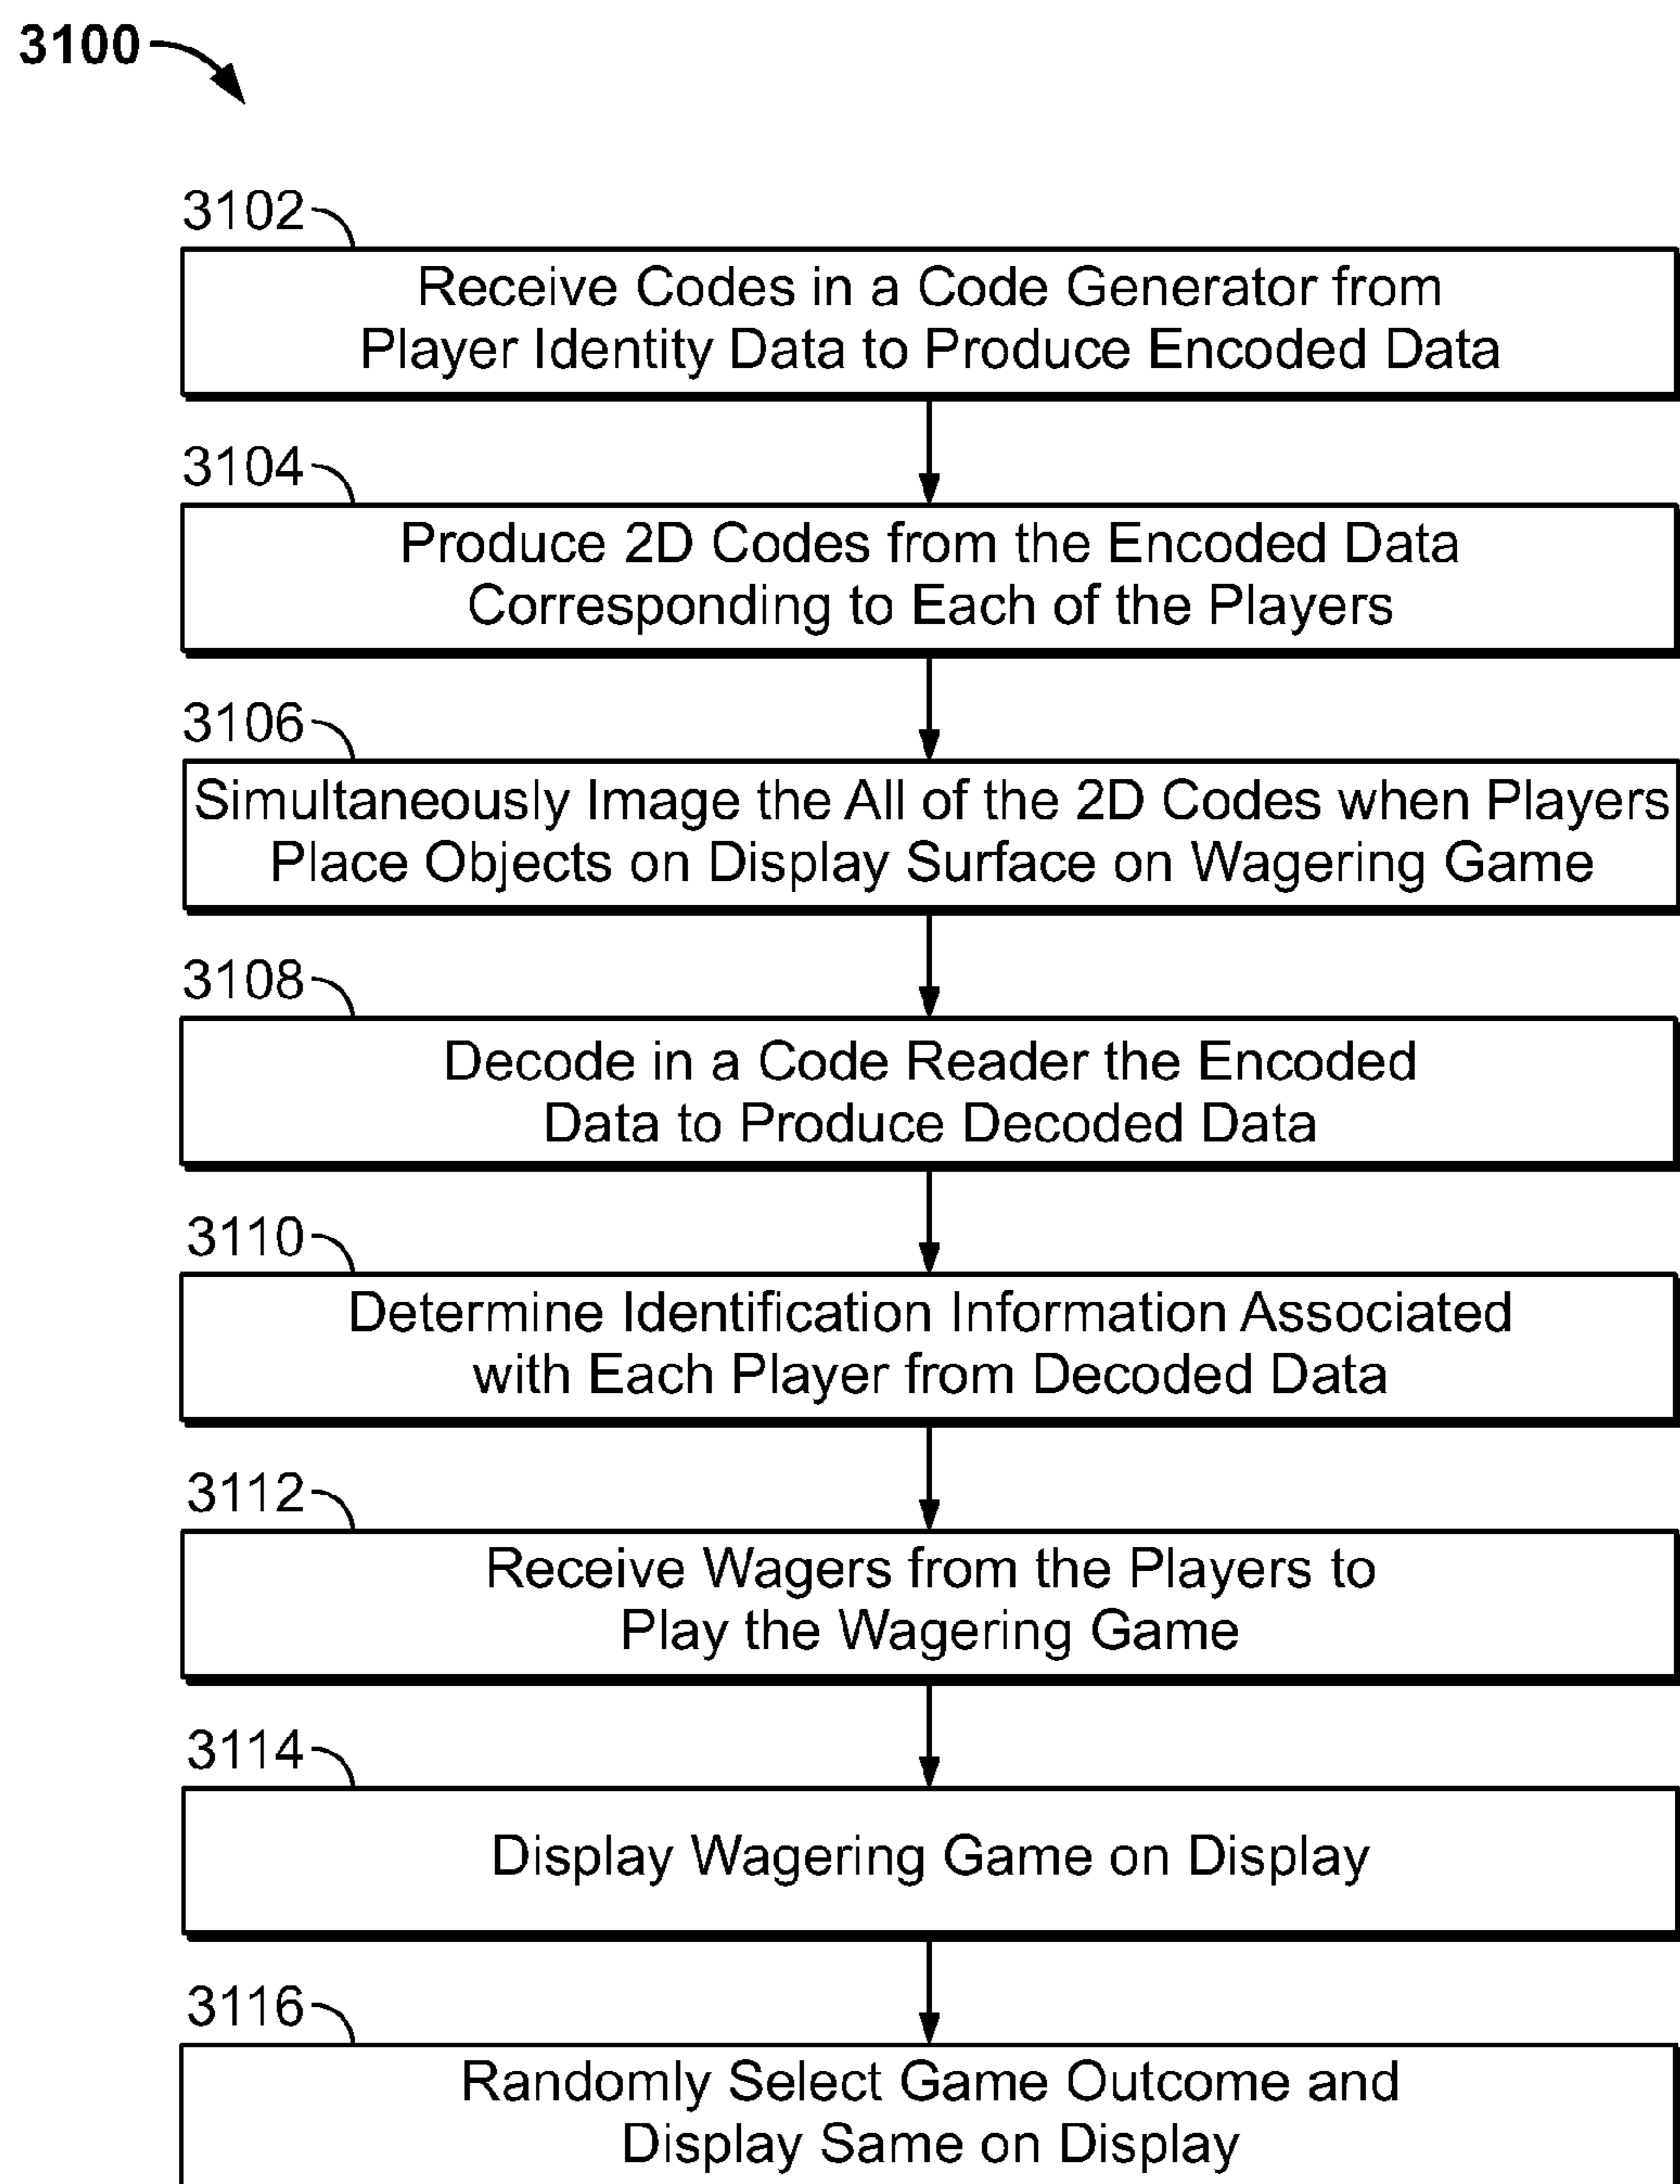 3100
3102
Receive Codes in a Code Generator from
Player Identity Data to Produce Encoded Data
3104
Produce 2D Codes from the Encoded Data
Corresponding to Each of the Players
3106
Simultaneously Image the All of the 2D Codes when Players
Place Objects on Display Surface on Wagering Game
3108
Decode in a Code Reader the Encoded
Data to Produce Decoded Data
3110
Determine Identification Information Associated
with Each Player from Decoded Data
3112
Receive Wagers from the Players to
Play the Wagering Game
3114
Display Wagering Game on Display
3116
Randomly Select Game Outcome and
Display Same on Display